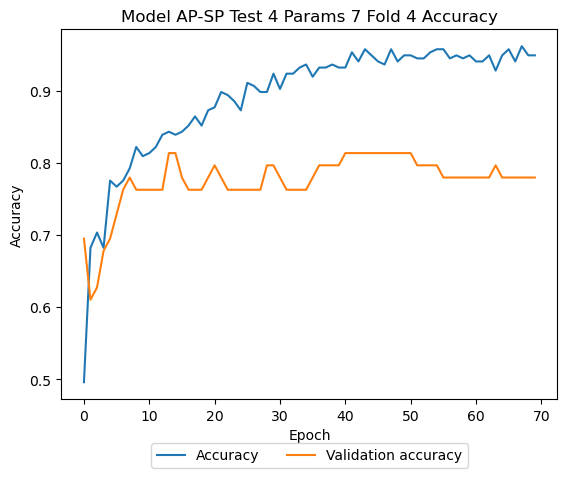 Model AP-SP Test 4 Params 7 Fold 4 Accuracy
Accuracy
0.9
0.8
0.7
0.6
0.5
0 10 20 30 40 50 60 70
Epoch
Accuracy Validation accuracy